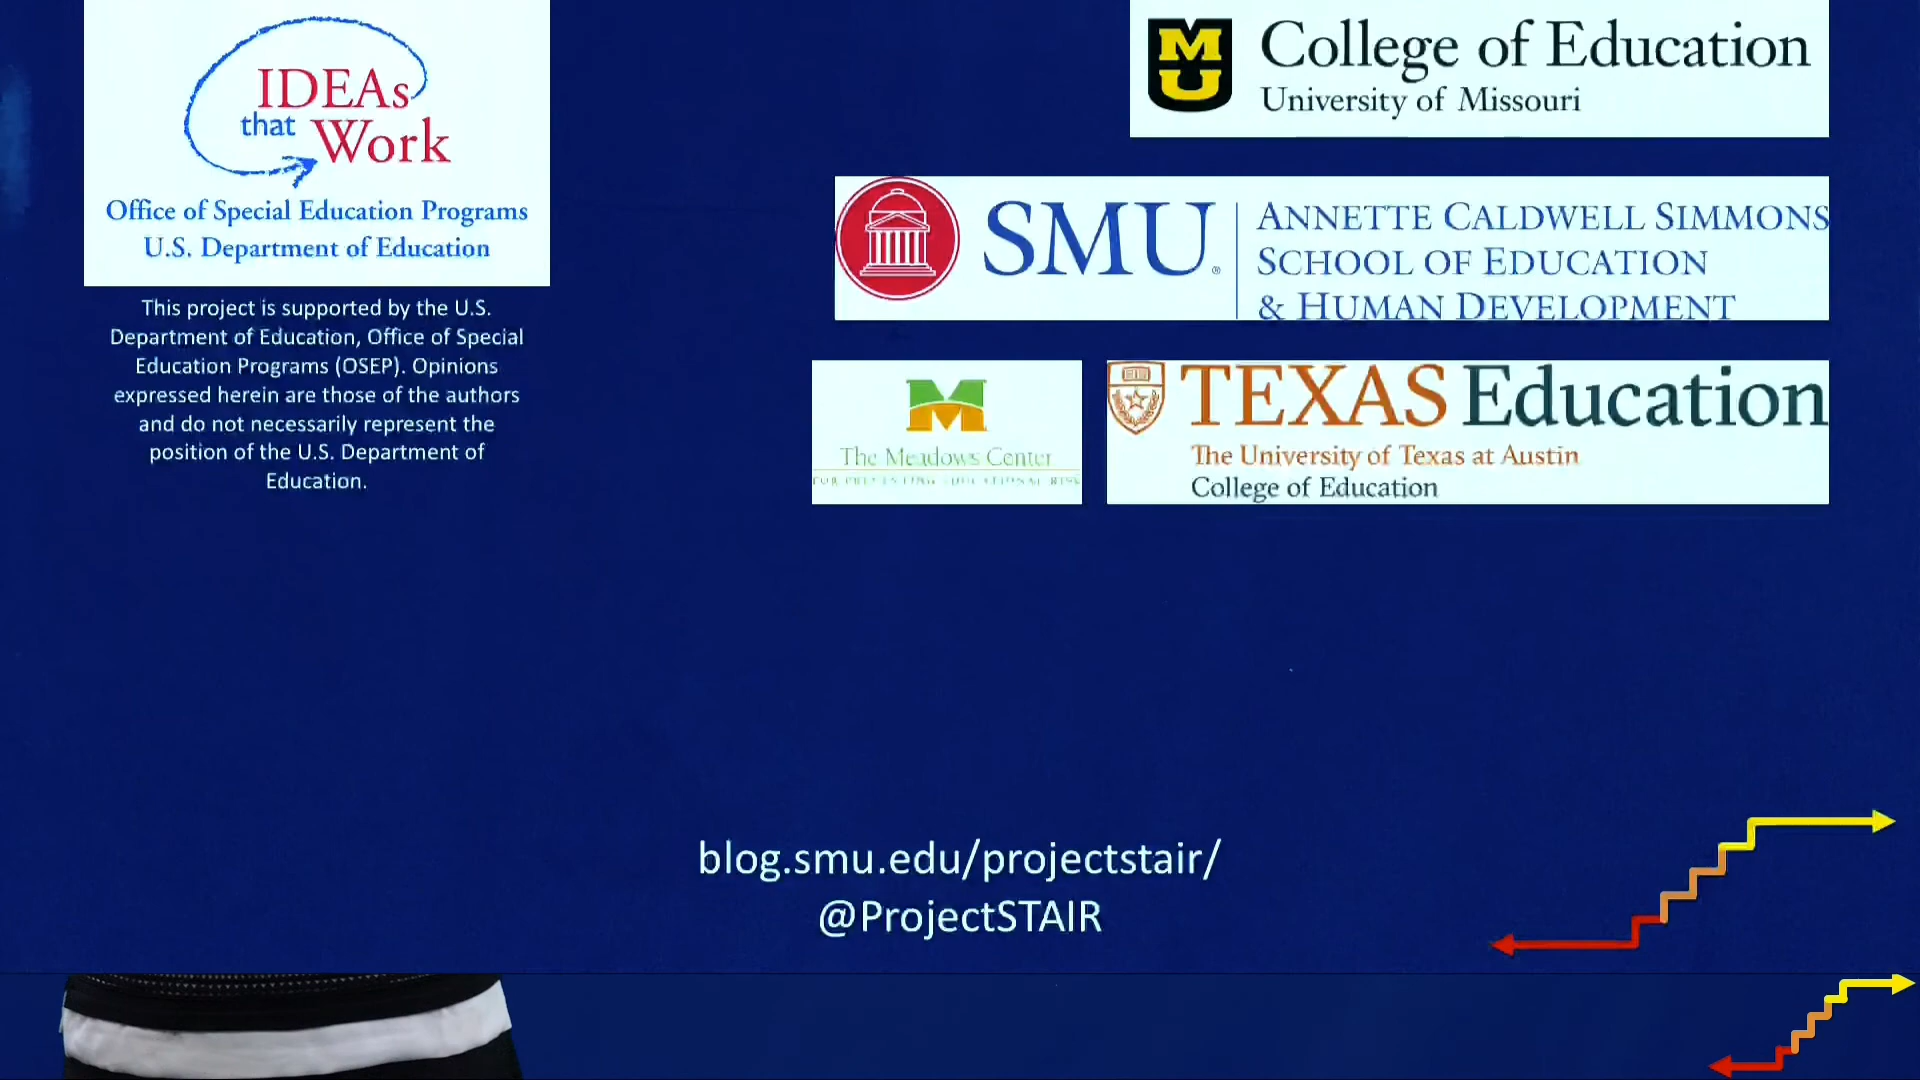 IDEAs
that Work
Office of Special Education Programs
U.S. Department of Education
This project is supported by the U.S.
Department of Education, Office of Special
Education Programs (OSEP). Opinions
expressed herein are those of the authors
and do not necessarily represent the
position of the U.S. Department of
Education.
MU
College of Education
University of Missouri
SMU®
ANNETTE CALDWELL SIMMONS
SCHOOL OF EDUCATION
& HUMAN DEVELOPMENT
M
The Meadows Center
FOR PREVENTING EDUCATIONAL RISK
TEXAS Education
The University of Texas at Austin
College of Education
blog.smu.edu/projectstair/
@ProjectSTAIR